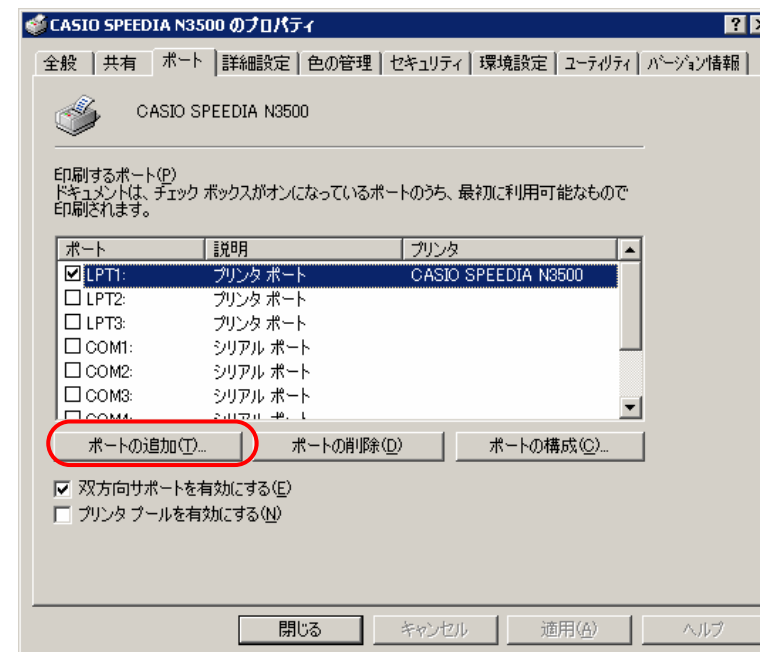 CASIO SPEEDIA N3500 のプロパティ
全般 共有 ポート 詳細設定 色の管理 セキュリティ 環境設定 ユーティリティ バージョン情報
CASIO SPEEDIA N3500
印刷するポート(P)
ドキュメントは、チェック ボックスがオンになっているポートのうち、最初に利用可能なもので
印刷されます。
ポート 説明 プリンタ
LPT1: プリンタ ポート CASIO SPEEDIA N3500
LPT2: プリンタ ポート
LPT3: プリンタ ポート
COM1: シリアル ポート
COM2: シリアル ポート
COM3: シリアル ポート
COM4: シリアル ポート
ポートの追加(T)... ポートの削除(D) ポートの構成(C)...
双方向サポートを有効にする(E)
プリンタ プールを有効にする(N)
閉じる キャンセル 適用(A) ヘルプ